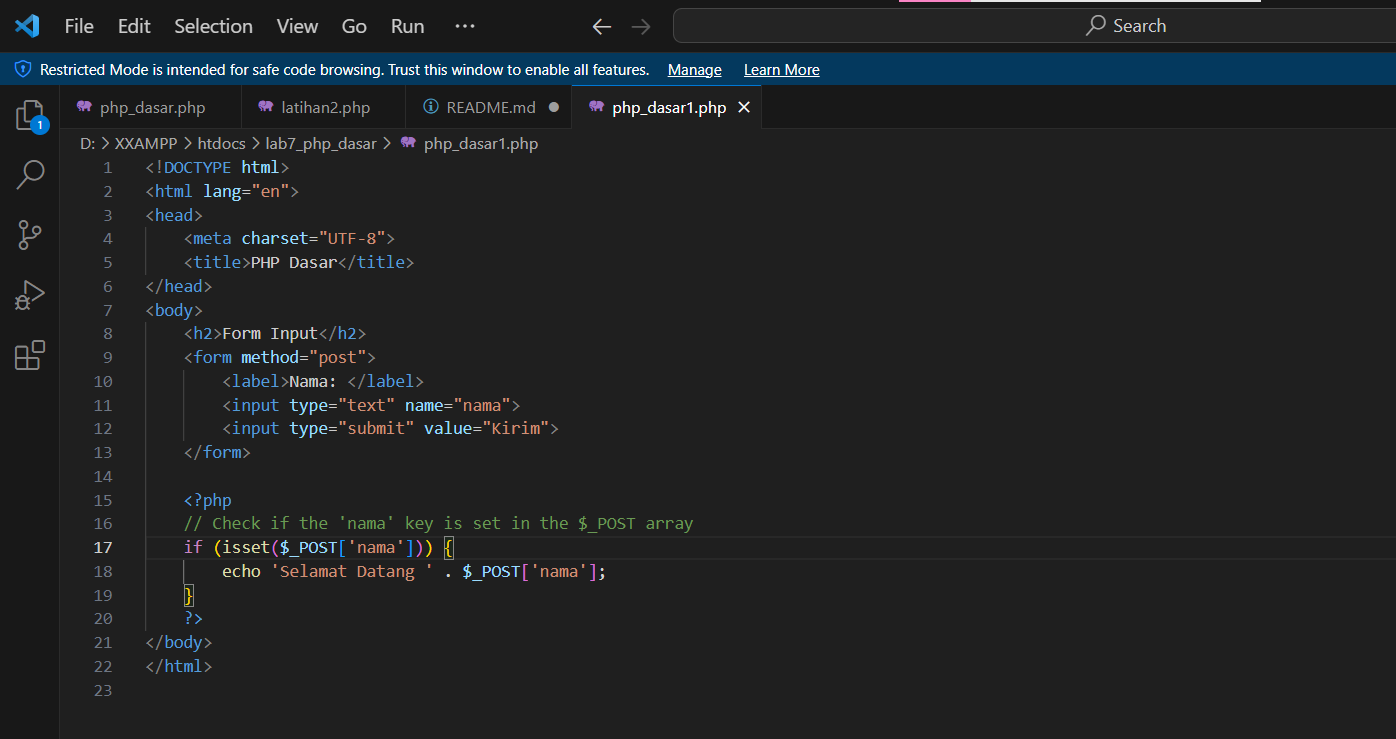 File Edit Selection View Go Run ··· ← → Search
Restricted Mode is intended for safe code browsing. Trust this window to enable all features. Manage Learn More
php_dasar.php latihan2.php README.md ● php_dasar1.php ×
D: > XXAMPP > htdocs > lab7_php_dasar > php_dasar1.php
1
1 <!DOCTYPE html>
2 <html lang="en">
3 <head>
4     <meta charset="UTF-8">
5     <title>PHP Dasar</title>
6 </head>
7 <body>
8     <h2>Form Input</h2>
9     <form method="post">
10         <label>Nama: </label>
11         <input type="text" name="nama">
12         <input type="submit" value="Kirim">
13     </form>
14
15     <?php
16     // Check if the 'nama' key is set in the $_POST array
17     if (isset($_POST['nama'])) {
18         echo 'Selamat Datang ' . $_POST['nama'];
19     }
20     ?>
21 </body>
22 </html>
23